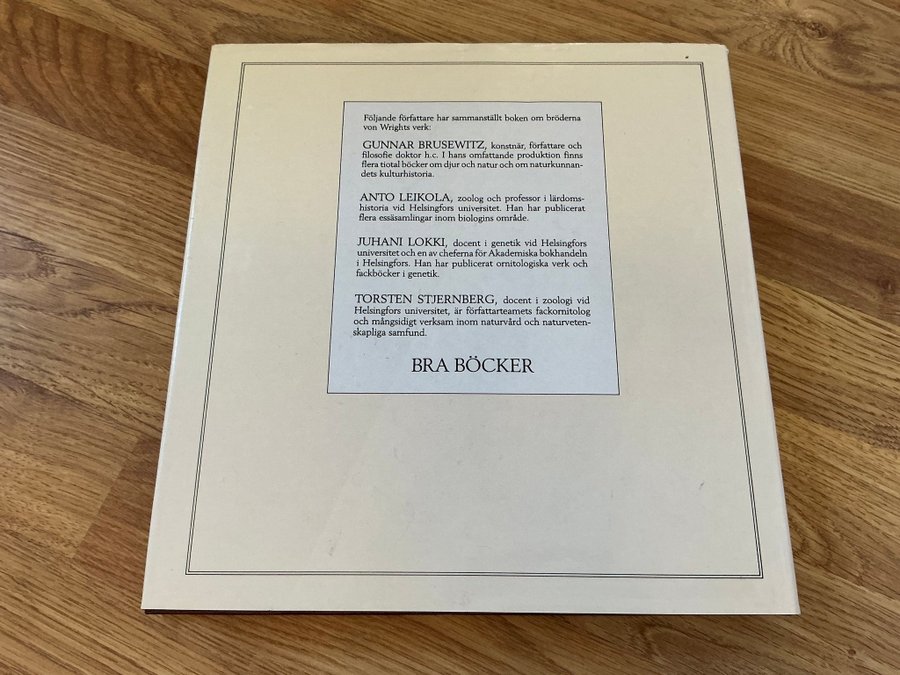 Följande författare har sammanställt boken om bröderna
von Wrights verk:
GUNNAR BRUSEWITZ, konstnär, författare och
filosofie doktor h.c. I hans omfattande produktion finns
flera tiotal böcker om djur och natur och om naturkunnan-
dets kulturhistoria.
ANTO LEIKOLA, zoolog och professor i lärdoms-
historia vid Helsingfors universitet. Han har publicerat
flera essäsamlingar inom biologins område.
JUHANI LOKKI, docent i genetik vid Helsingfors
universitet och en av cheferna för Akademiska bokhandeln
i Helsingfors. Han har publicerat ornitologiska verk och
fackböcker i genetik.
TORSTEN STJERNBERG, docent i zoologi vid
Helsingfors universitet, är författarteamets fackornitolog
och mångsidigt verksam inom naturvård och naturveten-
skapliga samfund.
BRA BÖCKER